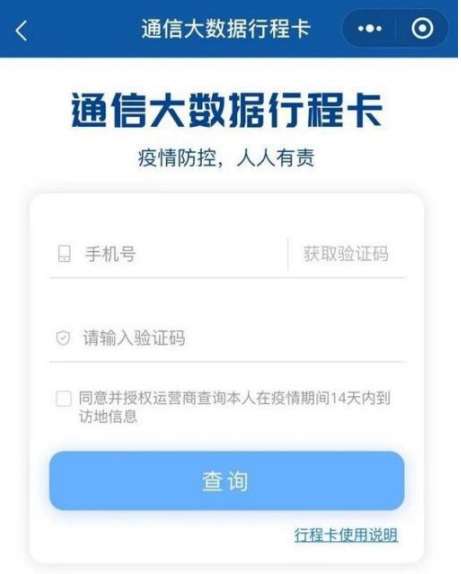 通信大数据行程卡
通信大数据行程卡
疫情防控，人人有责
手机号 获取验证码
请输入验证码
同意并授权运营商查询本人在疫情期间14天内到
访地信息
查询
行程卡使用说明